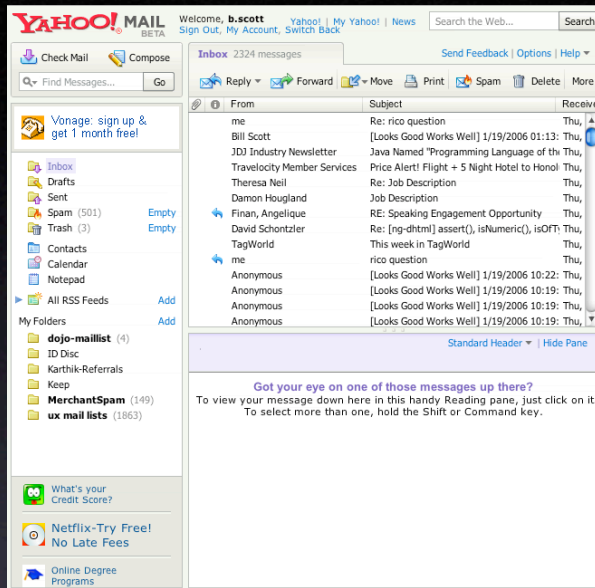 YAHOO! MAIL
BETA
Welcome, b.scott
Sign Out, My Account, Switch Back
Yahoo! | My Yahoo! | News
Search the Web...
Search
Check Mail
Compose
Find Messages...
Go
Inbox 2324 messages
Send Feedback | Options | Help
Reply
Forward
Move
Print
Spam
Delete
More
From Subject Receive
me Re: rico question Thu,
Bill Scott [Looks Good Works Well] 1/19/2006 01:13: Thu,
JDJ Industry Newsletter Java Named "Programming Language of the Thu,
Travelocity Member Services Price Alert! Flight + 5 Night Hotel to Honol Thu,
Theresa Neil Re: Job Description Thu,
Damon Hougland Job Description Thu,
Finan, Angelique RE: Speaking Engagement Opportunity Thu,
David Schontzler Re: [ng-dhtml] assert(), isNumeric(), isOfT Thu,
TagWorld This week in TagWorld Thu,
me rico question Thu,
Anonymous [Looks Good Works Well] 1/19/2006 10:22: Thu,
Anonymous [Looks Good Works Well] 1/19/2006 10:19: Thu,
Anonymous [Looks Good Works Well] 1/19/2006 10:19: Thu,
Anonymous [Looks Good Works Well] 1/19/2006 10:19: Thu,
Vonage: sign up &
get 1 month free!
Inbox
Drafts
Sent
Spam (501) Empty
Trash (3) Empty
Contacts
Calendar
Notepad
All RSS Feeds Add
My Folders Add
dojo-maillist (4)
ID Disc
Karthik-Referrals
Keep
MerchantSpam (149)
ux mail lists (1863)
What's your
Credit Score?
Netflix-Try Free!
No Late Fees
Online Degree
Programs
Standard Header | Hide Pane
Got your eye on one of those messages up there?
To view your message down here in this handy Reading pane, just click on it
To select more than one, hold the Shift or Command key.